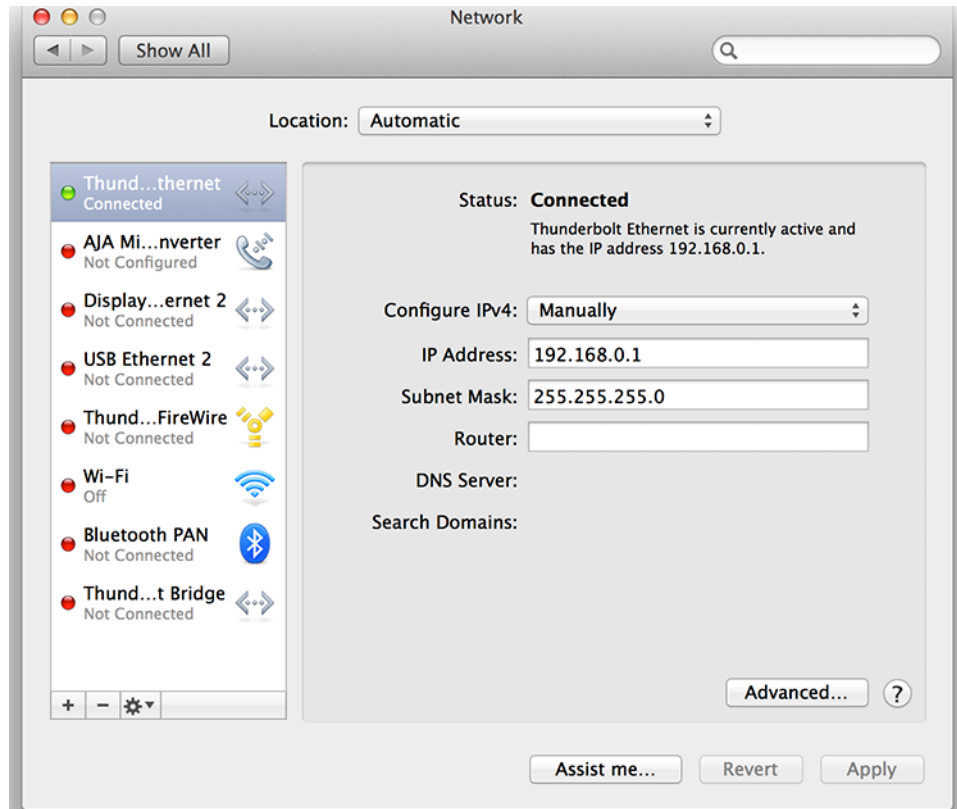 Network
Show All
Location: Automatic
Thund...thernet
Connected
AJA Mi...nverter
Not Configured
Display...ernet 2
Not Connected
USB Ethernet 2
Not Connected
Thund...FireWire
Not Connected
Wi-Fi
Off
Bluetooth PAN
Not Connected
Thund...t Bridge
Not Connected
+ −
Status: Connected
Thunderbolt Ethernet is currently active and
has the IP address 192.168.0.1.
Configure IPv4: Manually
IP Address: 192.168.0.1
Subnet Mask: 255.255.255.0
Router:
DNS Server:
Search Domains:
Advanced... ?
Assist me... Revert Apply